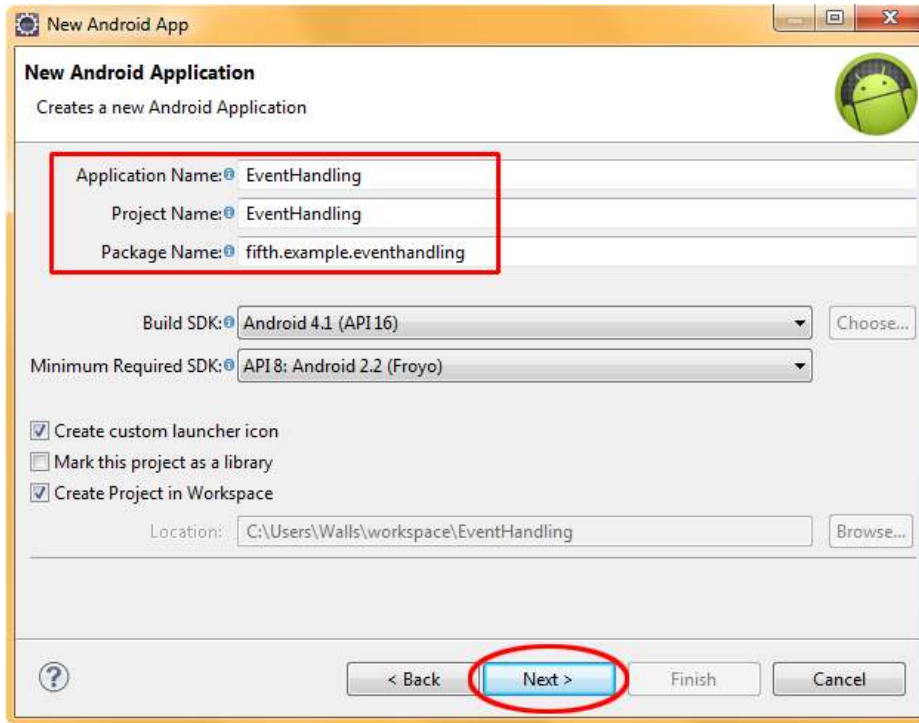 New Android App
New Android Application
Creates a new Android Application
Application Name: EventHandling
Project Name: EventHandling
Package Name: fifth.example.eventhandling
Build SDK: Android 4.1 (API 16) Choose...
Minimum Required SDK: API 8: Android 2.2 (Froyo)
Create custom launcher icon
Mark this project as a library
Create Project in Workspace
Location: C:\Users\Walls\workspace\EventHandling Browse...
? < Back Next > Finish Cancel